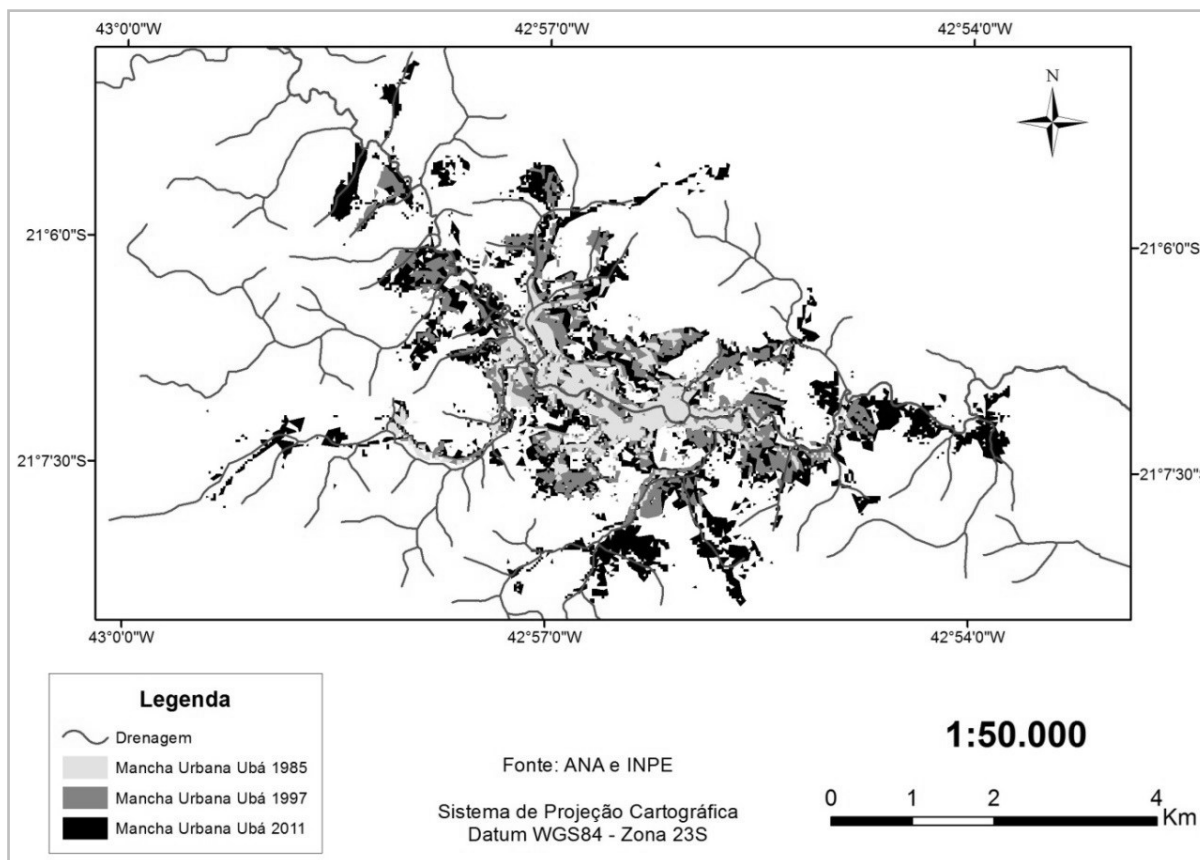 43°0'0"W
42°57'0"W
42°54'0"W
N
21°6'0"S
21°6'0"S
21°7'30"S
21°7'30"S
43°0'0"W
42°57'0"W
42°54'0"W
Legenda
Drenagem
Mancha Urbana Ubá 1985
Mancha Urbana Ubá 1997
Mancha Urbana Ubá 2011
Fonte: ANA e INPE
Sistema de Projeção Cartográfica
Datum WGS84 - Zona 23S
1:50.000
0 1 2 4
Km